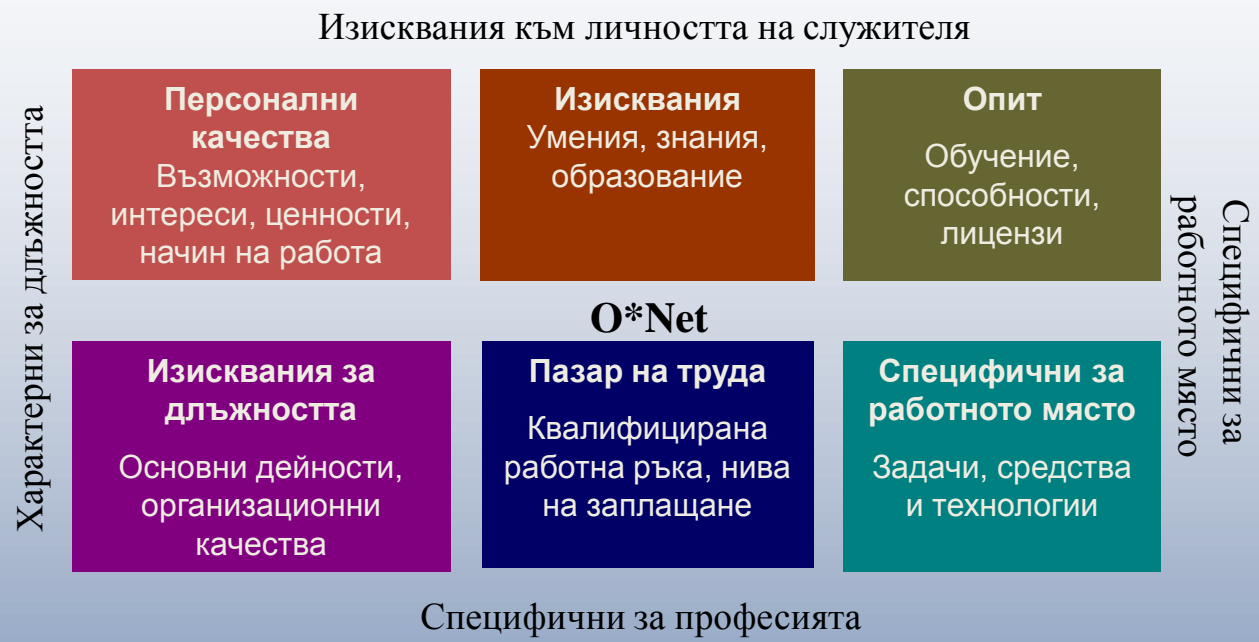 Изисквания към личността на служителя
Характерни за длъжността
Персонални
качества
Възможности,
интереси, ценности,
начин на работа
Изисквания
Умения, знания,
образование
Опит
Обучение,
способности,
лицензи
Специфични за
работното място
O*Net
Изисквания за
длъжността
Основни дейности,
организационни
качества
Пазар на труда
Квалифицирана
работна ръка, нива
на заплащане
Специфични за
работното място
Задачи, средства
и технологии
Специфични за професията